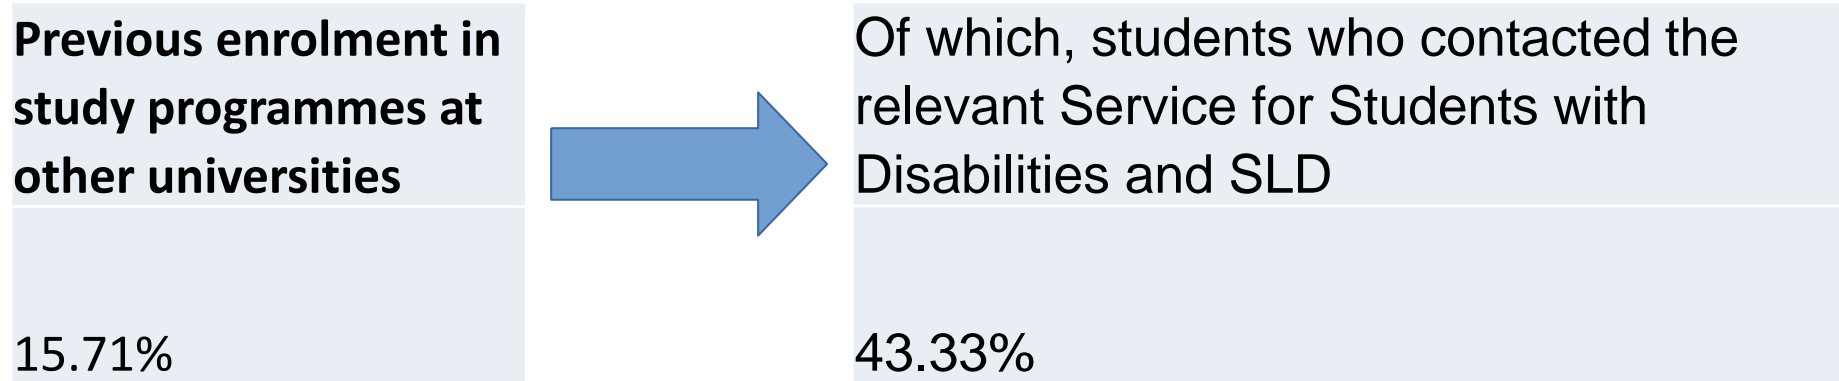 Previous enrolment in
study programmes at
other universities
15.71%
Of which, students who contacted the
relevant Service for Students with
Disabilities and SLD
43.33%